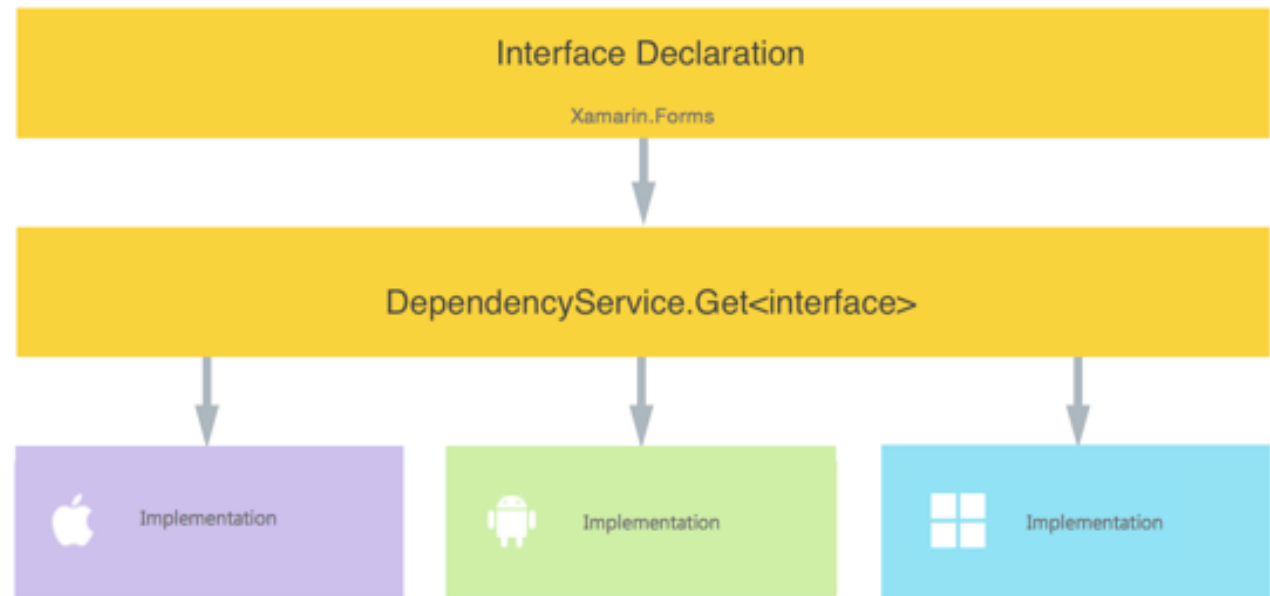 Interface Declaration
Xamarin.Forms
DependencyService.Get<interface>
Implementation
Implementation
Implementation